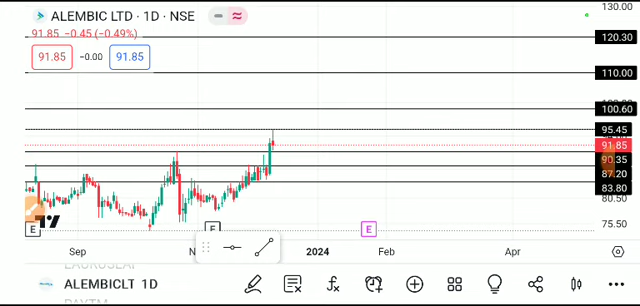 ALEMBIC LTD · 1D · NSE
130.00
91.85 −0.45 (−0.49%)
91.85 −0.00 91.85
120.30
110.00
100.60
95.45
91.85
90.35
87.20
83.80
80.50
75.50
E E E
Sep 2024 Feb Apr
ALEMBICLT 1D
PAYTM